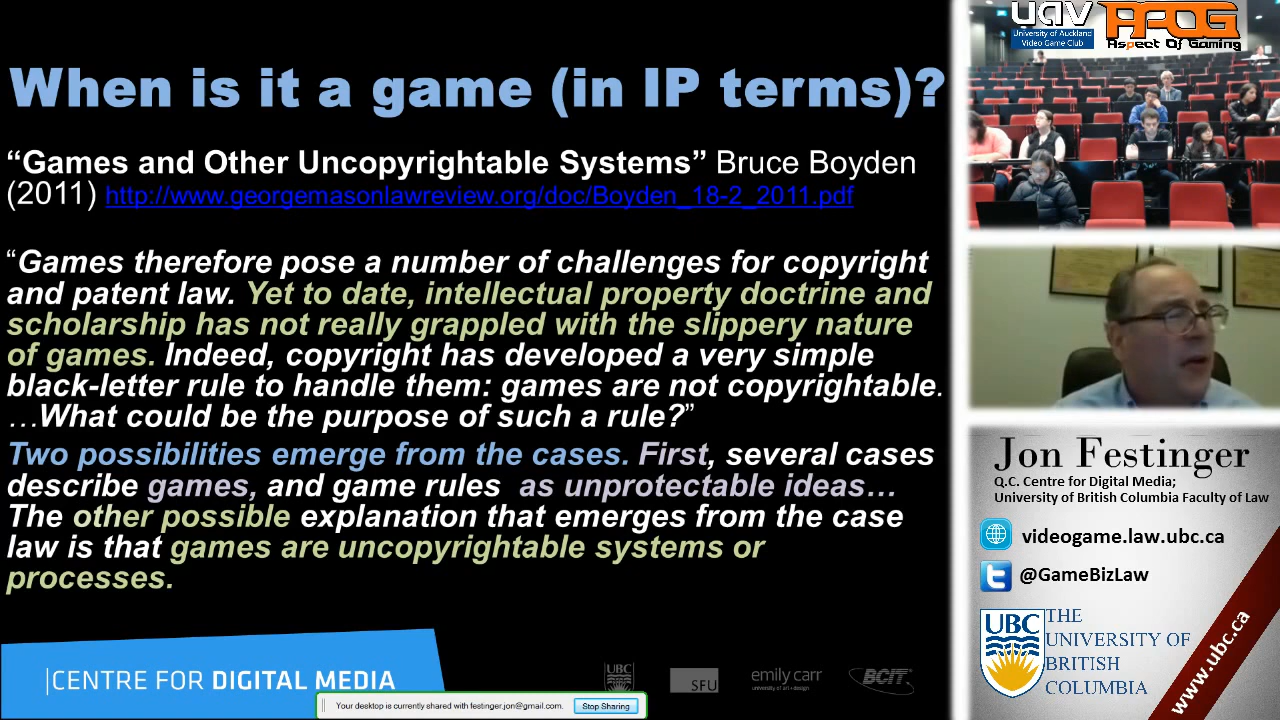 When is it a game (in IP terms)?
“Games and Other Uncopyrightable Systems” Bruce Boyden
(2011) http://www.georgemasonlawreview.org/doc/Boyden_18-2_2011.pdf
“Games therefore pose a number of challenges for copyright
and patent law. Yet to date, intellectual property doctrine and
scholarship has not really grappled with the slippery nature
of games. Indeed, copyright has developed a very simple
black-letter rule to handle them: games are not copyrightable.
…What could be the purpose of such a rule?”
Two possibilities emerge from the cases. First, several cases
describe games, and game rules as unprotectable ideas…
The other possible explanation that emerges from the case
law is that games are uncopyrightable systems or
processes.
|CENTRE FOR DIGITAL MEDIA
UBC
SFU
emily carr
university of art + design
BCIT
Your desktop is currently shared with festinger.jon@gmail.com.
Stop Sharing
University of Auckland
Video Game Club
Aspect Of Gaming
Jon Festinger
Q.C. Centre for Digital Media;
University of British Columbia Faculty of Law
videogame.law.ubc.ca
@GameBizLaw
UBC
THE
UNIVERSITY OF
BRITISH
COLUMBIA
www.ubc.ca